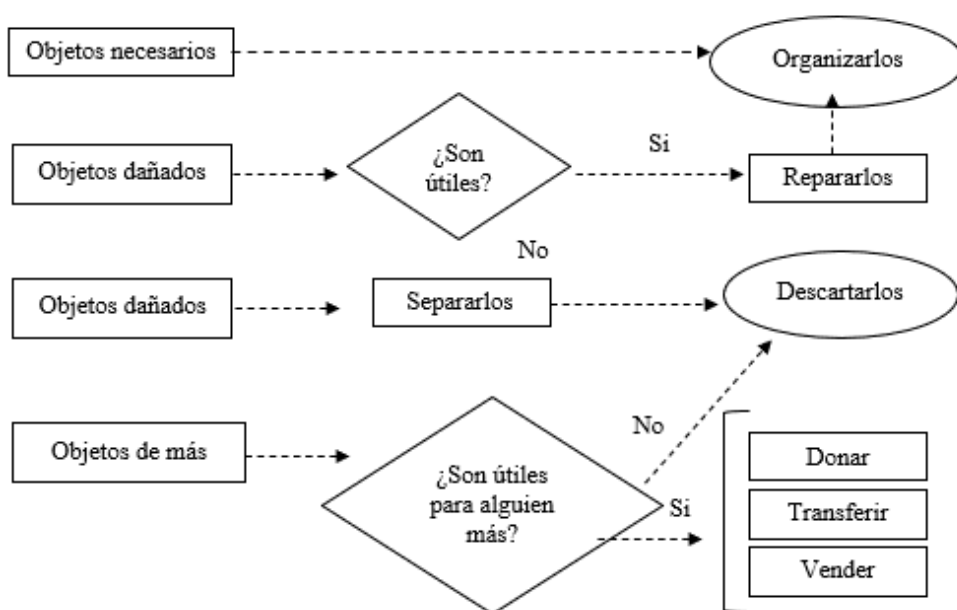 Objetos necesarios
Organizarlos
Objetos dañados
¿Son
útiles?
Si
Repararlos
No
Objetos dañados
Separarlos
Descartarlos
Objetos de más
¿Son útiles
para alguien
más?
No
Si
Donar
Transferir
Vender